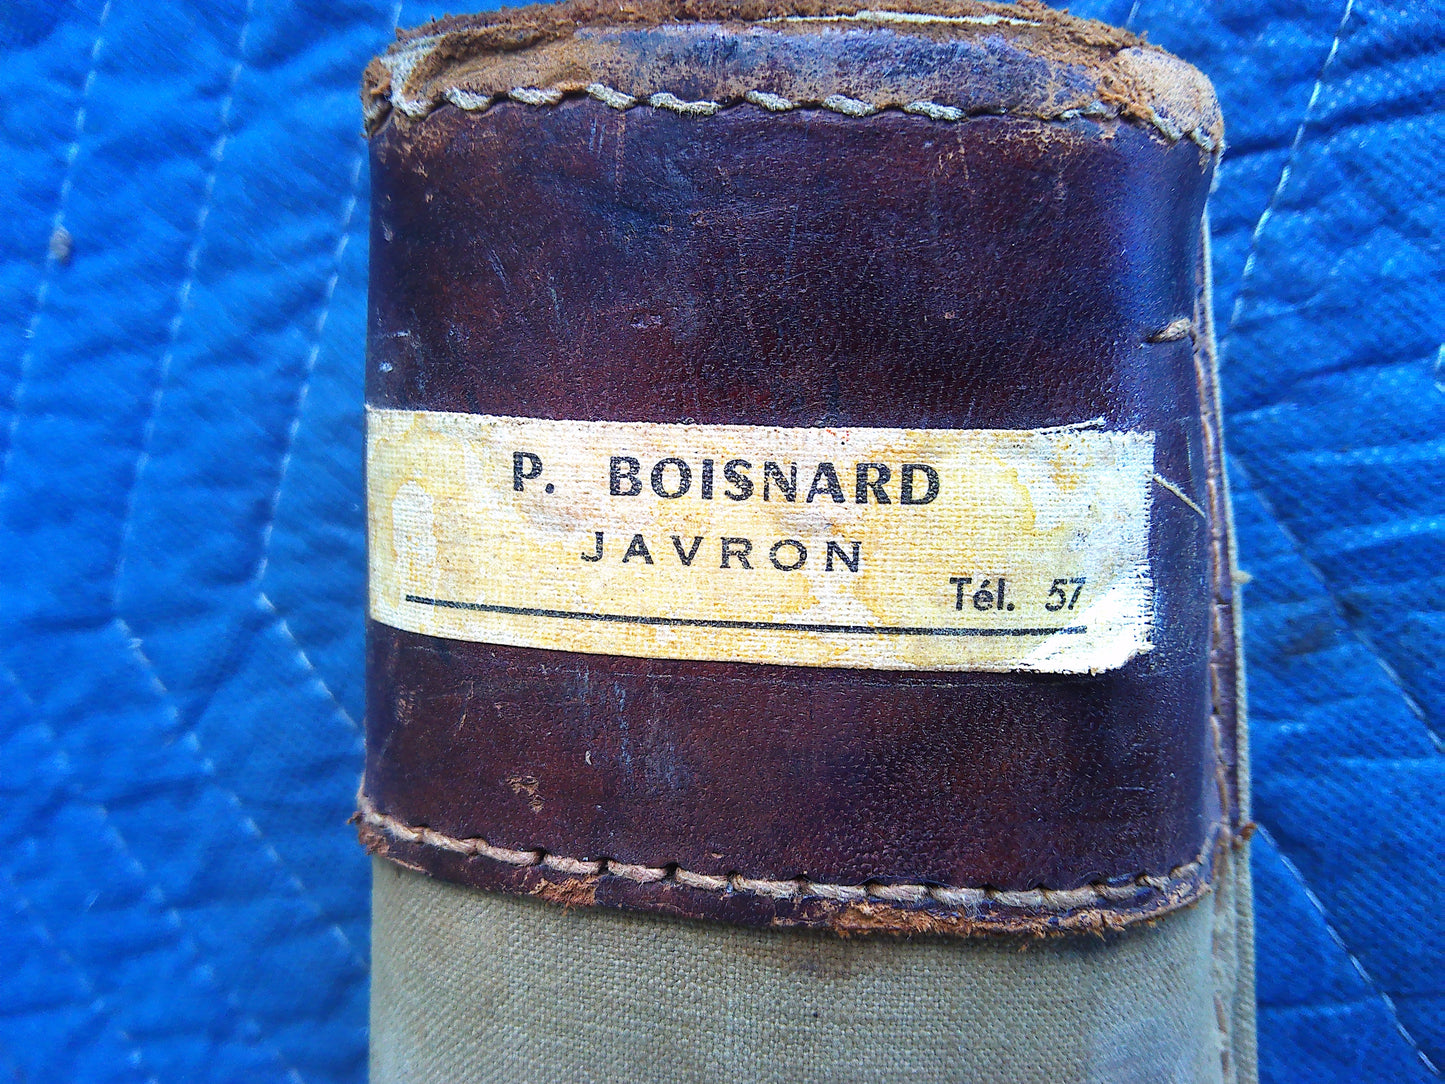 P. BOISNARD
JAVRON
Tél. 57